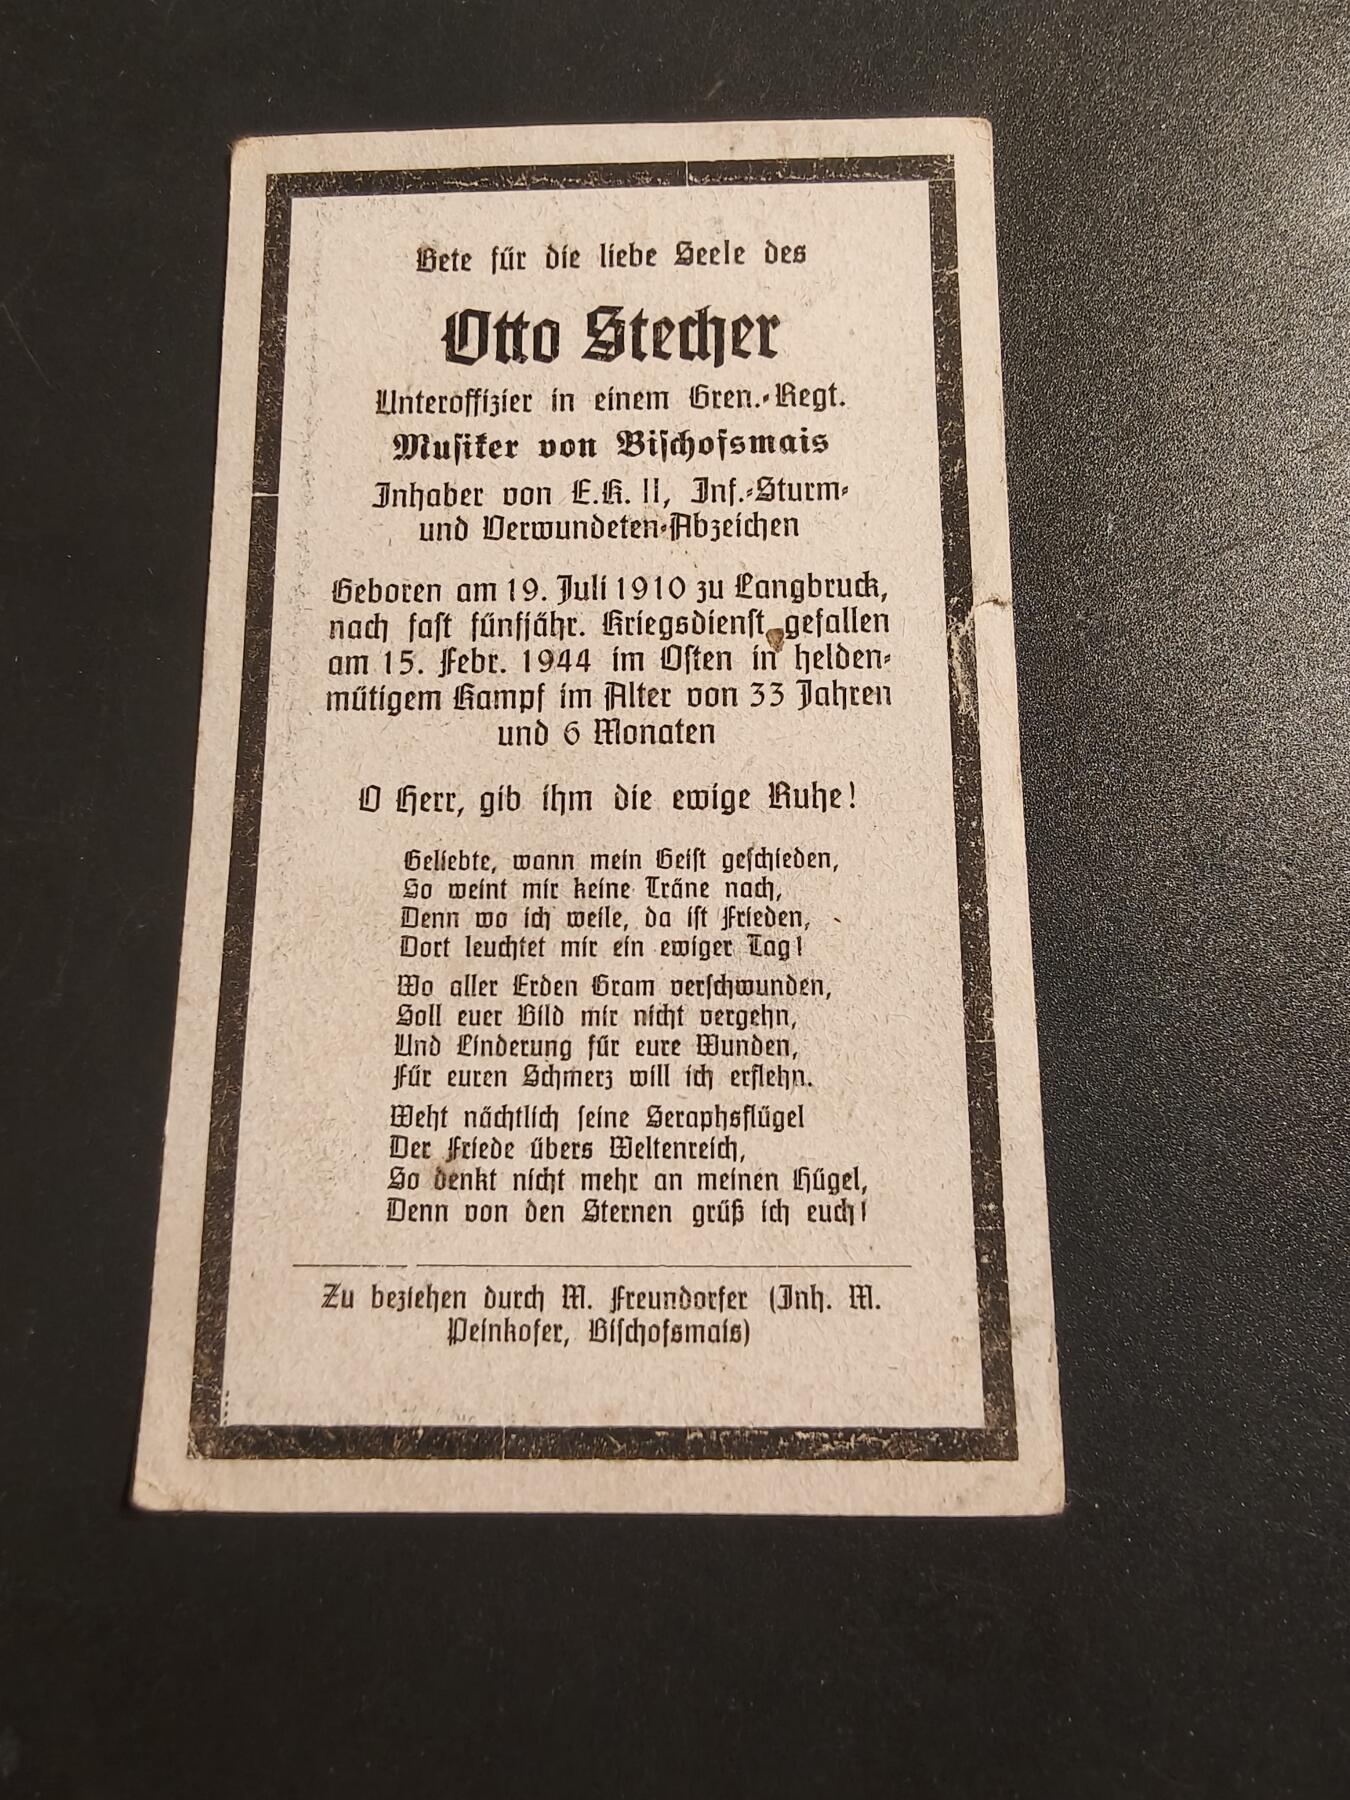 Bete für die liebe Seele des
Otto Stecher
Unteroffizier in einem Gren.-Regt.
Musiker von Bischofsmais
Inhaber von E.K. II, Inf.-Sturm-
und Verwundeten-Abzeichen
Geboren am 19. Juli 1910 zu Langbruck,
nach fast fünfjähr. Kriegsdienst gefallen
am 15. Febr. 1944 im Osten in helden-
mütigem Kampf im Alter von 33 Jahren
und 6 Monaten
O Herr, gib ihm die ewige Ruhe!
Geliebte, wann mein Geist geschieden,
So weint mir keine Träne nach,
Denn wo ich weile, da ist Frieden,
Dort leuchtet mir ein ewiger Tag!
Wo aller Erden Gram verschwunden,
Soll euer Bild mir nicht vergehn,
Und Linderung für eure Wunden,
Für euren Schmerz will ich erflehn.
Weht nächtlich seine Seraphsflügel
Der Friede übers Weltenreich,
So denkt nicht mehr an meinen Hügel,
Denn von den Sternen grüß ich euch!
Zu beziehen durch M. Freundorfer (Inh. M.
Peinkofer, Bischofsmais)